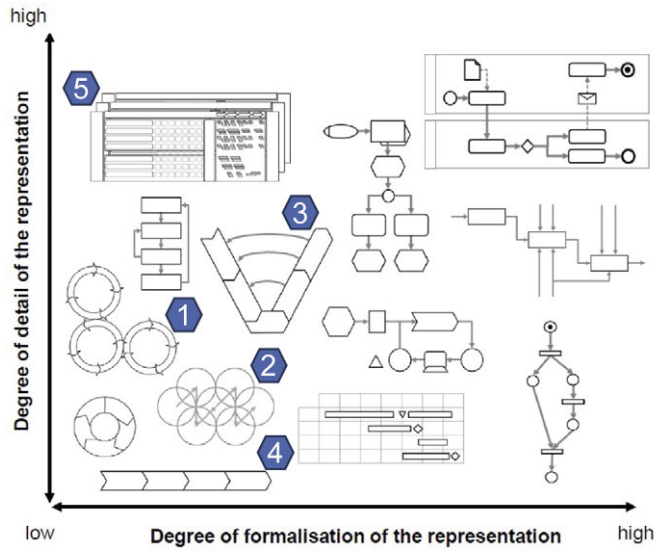 high
Degree of detail of the representation
5
3
1
2
4
low
Degree of formalisation of the representation
high